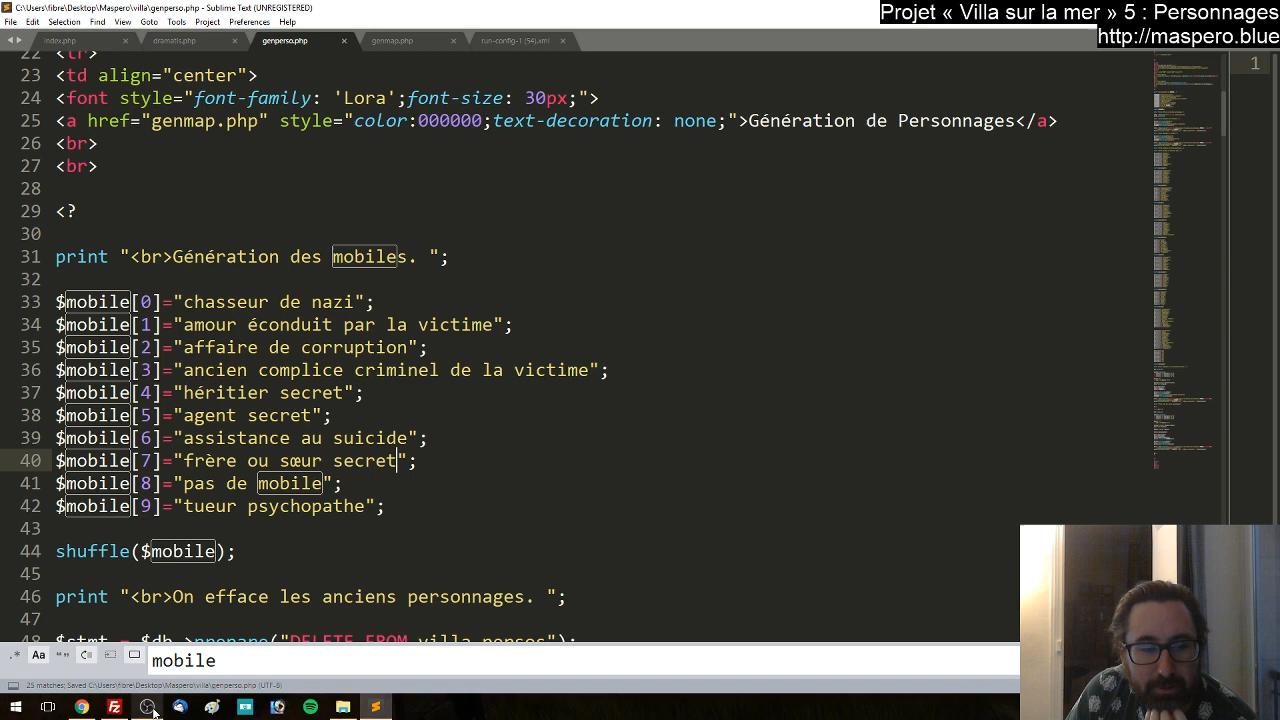 C:\Users\fibre\Desktop\Maspero\villa\genperso.php - Sublime Text (UNREGISTERED)
Projet « Villa sur la mer » 5 : Personnages
File Edit Selection Find View Goto Tools Project Preferences Help
http://maspero.blue
index.php × dramatis.php × genperso.php × genmap.php × run-config-1 (54).xml ×
22 <tr>
23 <td align="center">
24 <font style="font-family: 'Lora';font-size: 30px;">
25 <a href="genmap.php" style="color:000000;text-decoration: none;">Génération de Personnages</a>
26 <br>
27 <br>
28
29 <?
30
31 print "<br>Génération des mobiles. ";
32
33 $mobile[0]="chasseur de nazi";
34 $mobile[1]="amour éconduit par la victime";
35 $mobile[2]="affaire de corruption";
36 $mobile[3]="ancien complice criminel de la victime";
37 $mobile[4]="héritier secret";
38 $mobile[5]="agent secret";
39 $mobile[6]="assistance au suicide";
40 $mobile[7]="frère ou sœur secret";
41 $mobile[8]="pas de mobile";
42 $mobile[9]="tueur psychopathe";
43
44 shuffle($mobile);
45
46 print "<br>On efface les anciens personnages. ";
47
48 $stmt = $db->prepare("DELETE FROM villa_persos");
1
.* Aa “” mobile
25 matches; Saved C:\Users\fibre\Desktop\Maspero\villa\genperso.php (UTF-8)